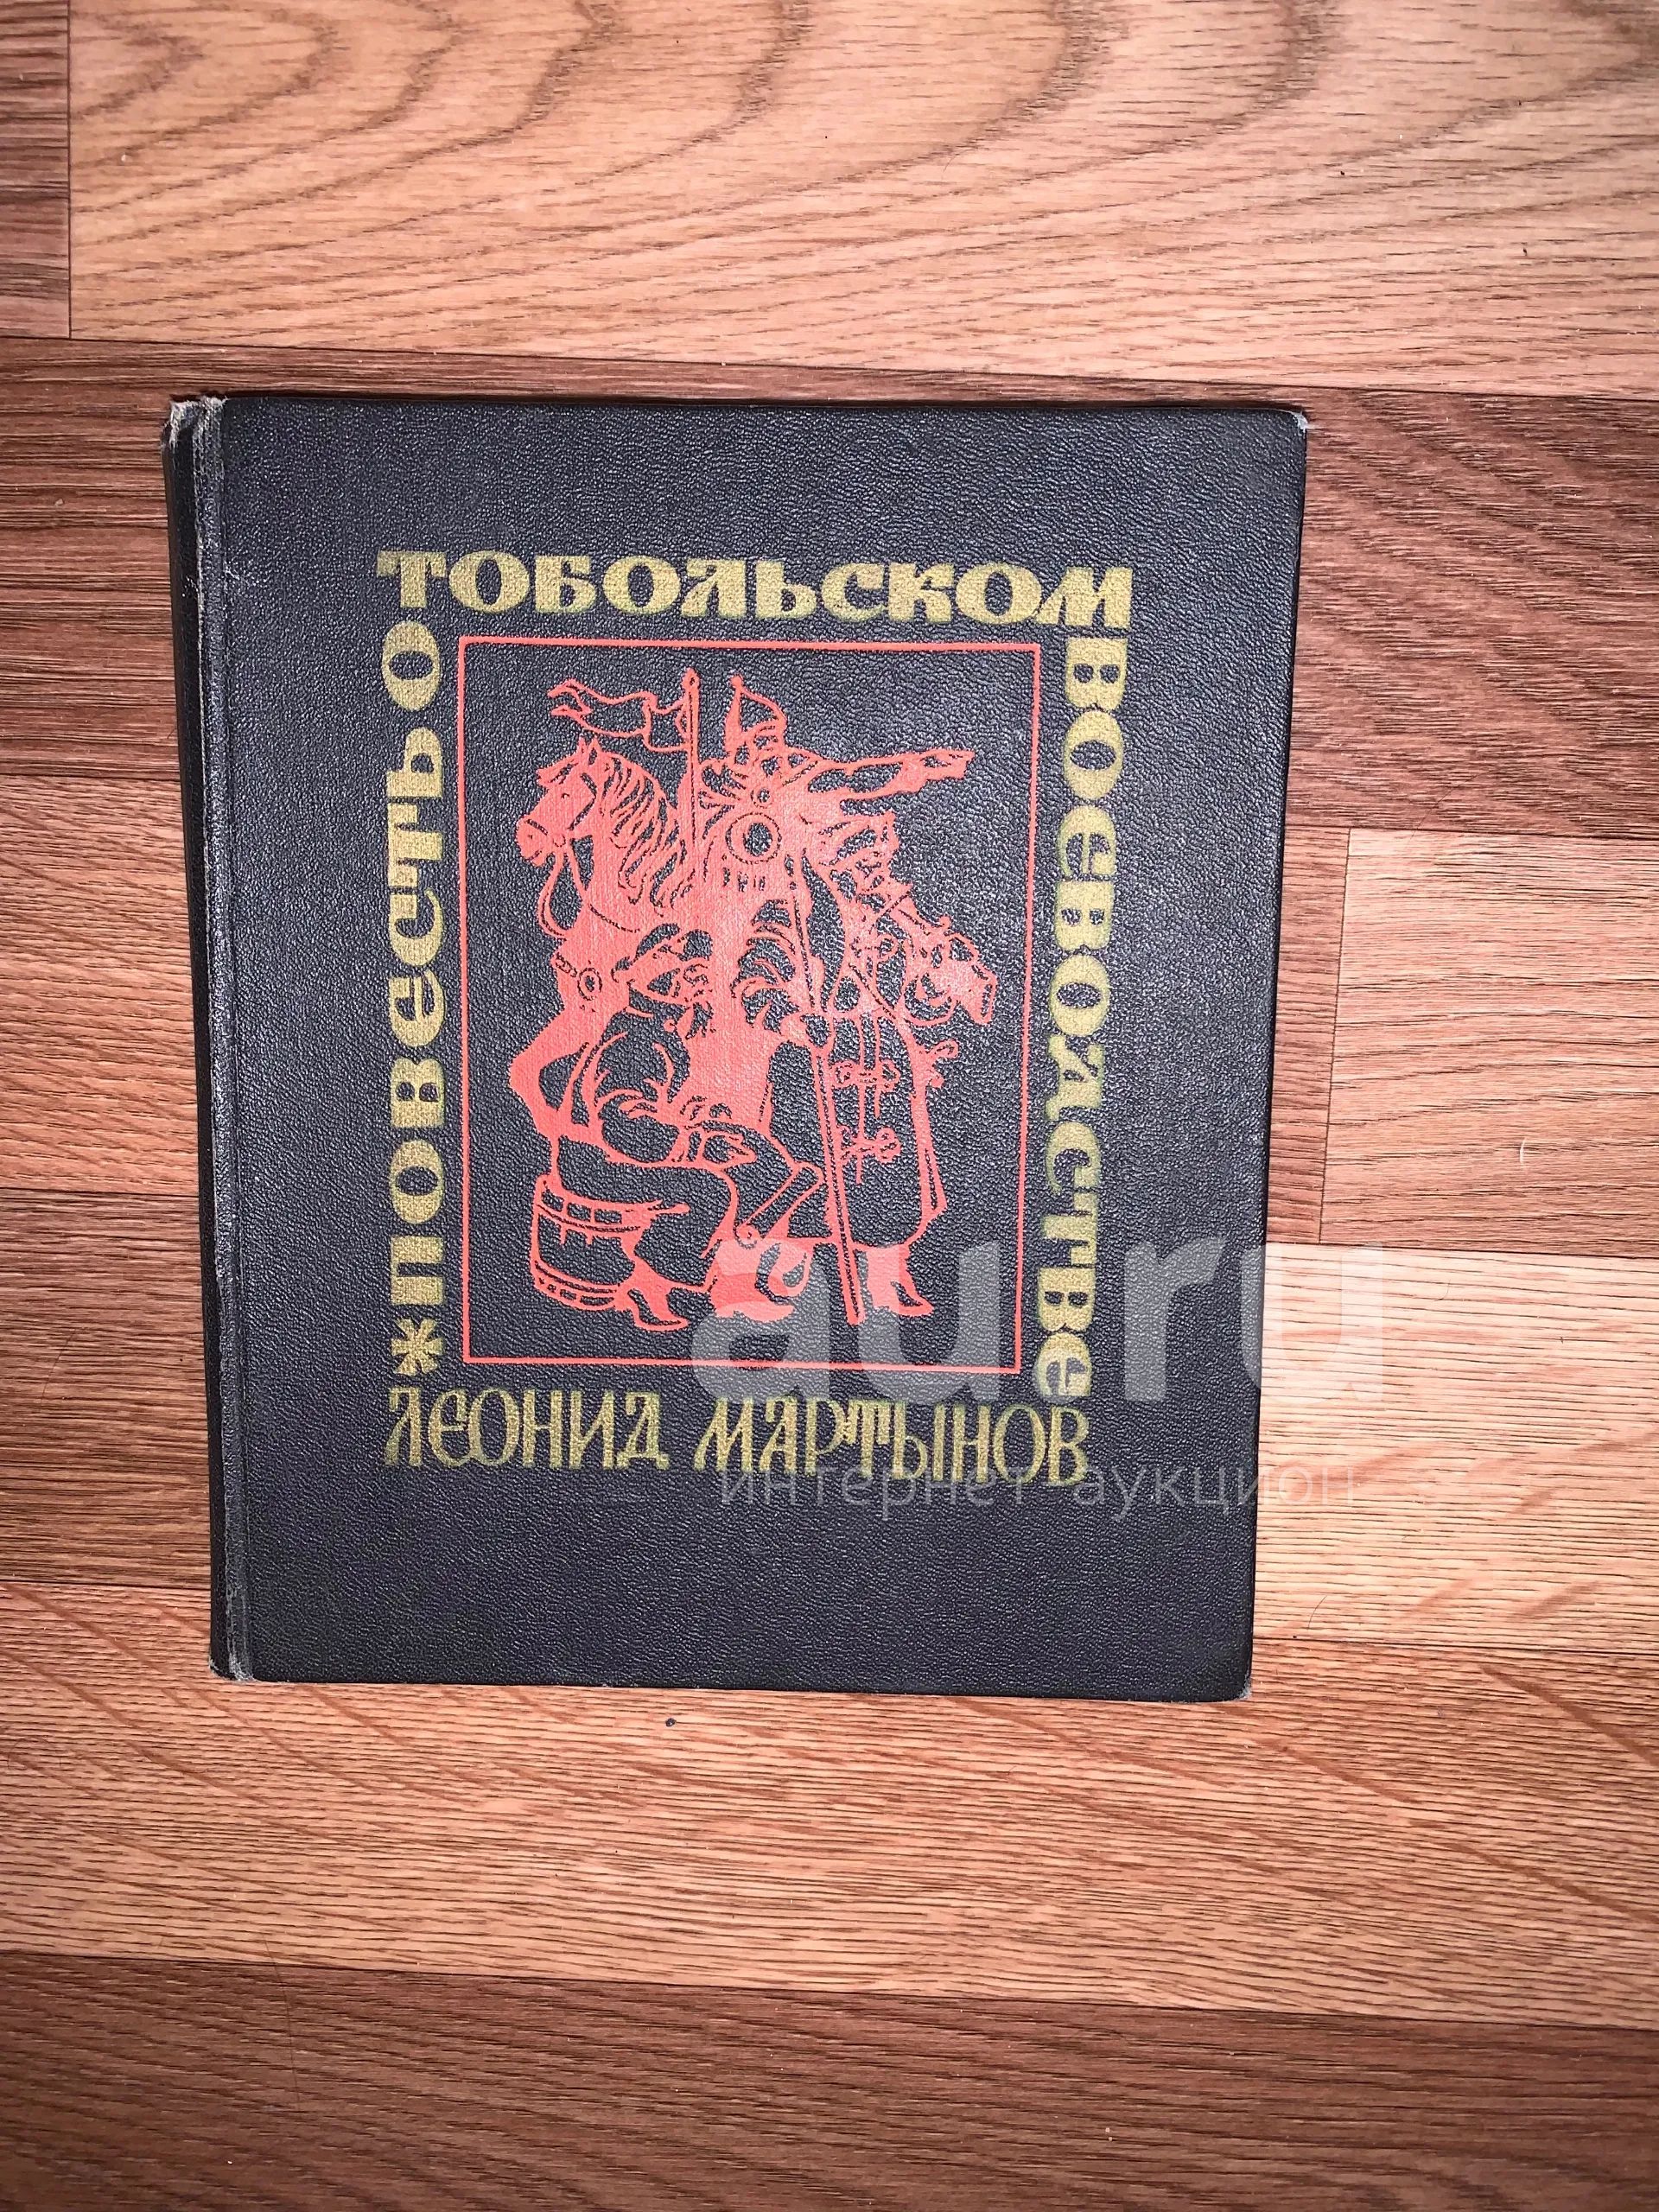 * ПОВЕСТЬ О
ТОБОЛЬСКОМ
ВОЕВОДСТВЕ
ЛЕОНИД МАРТЫНОВ
au.ru
интернет аукцион